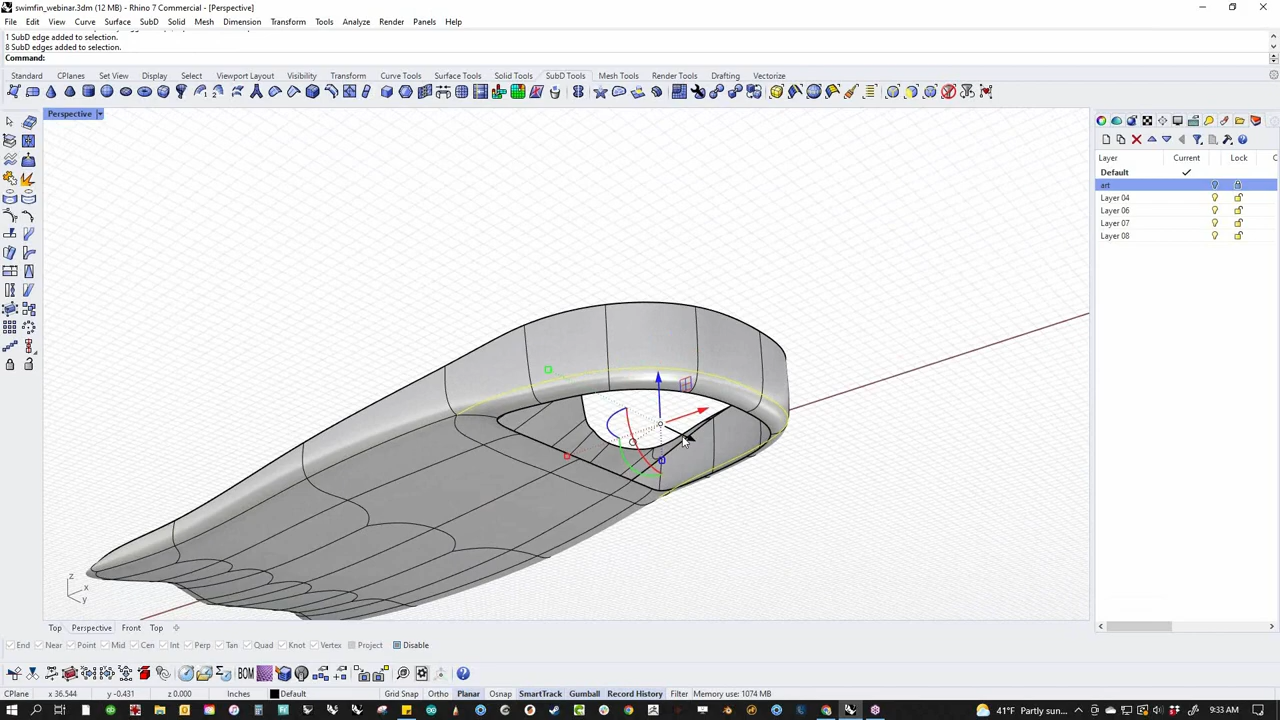 swimfin_webinar.3dm (12 MB) - Rhino 7 Commercial - [Perspective]
File Edit View Curve Surface SubD Solid Mesh Dimension Transform Tools Analyze Render Panels Help
1 SubD edge added to selection.
8 SubD edges added to selection.
Command:
Standard CPlanes Set View Display Select Viewport Layout Visibility Transform Curve Tools Surface Tools Solid Tools SubD Tools Mesh Tools Render Tools Drafting Vectorize
Perspective
Layer Current Lock C
Default
art
Layer 04
Layer 06
Layer 07
Layer 08
z
x
y
Top Perspective Front Top
End Near Point Mid Cen Int Perp Tan Quad Knot Vertex Project Disable
BOM
CPlane x 36.544 y -0.431 z 0.000 Inches Default Grid Snap Ortho Planar Osnap SmartTrack Gumball Record History Filter Memory use: 1074 MB
41°F Partly sun... 9:33 AM